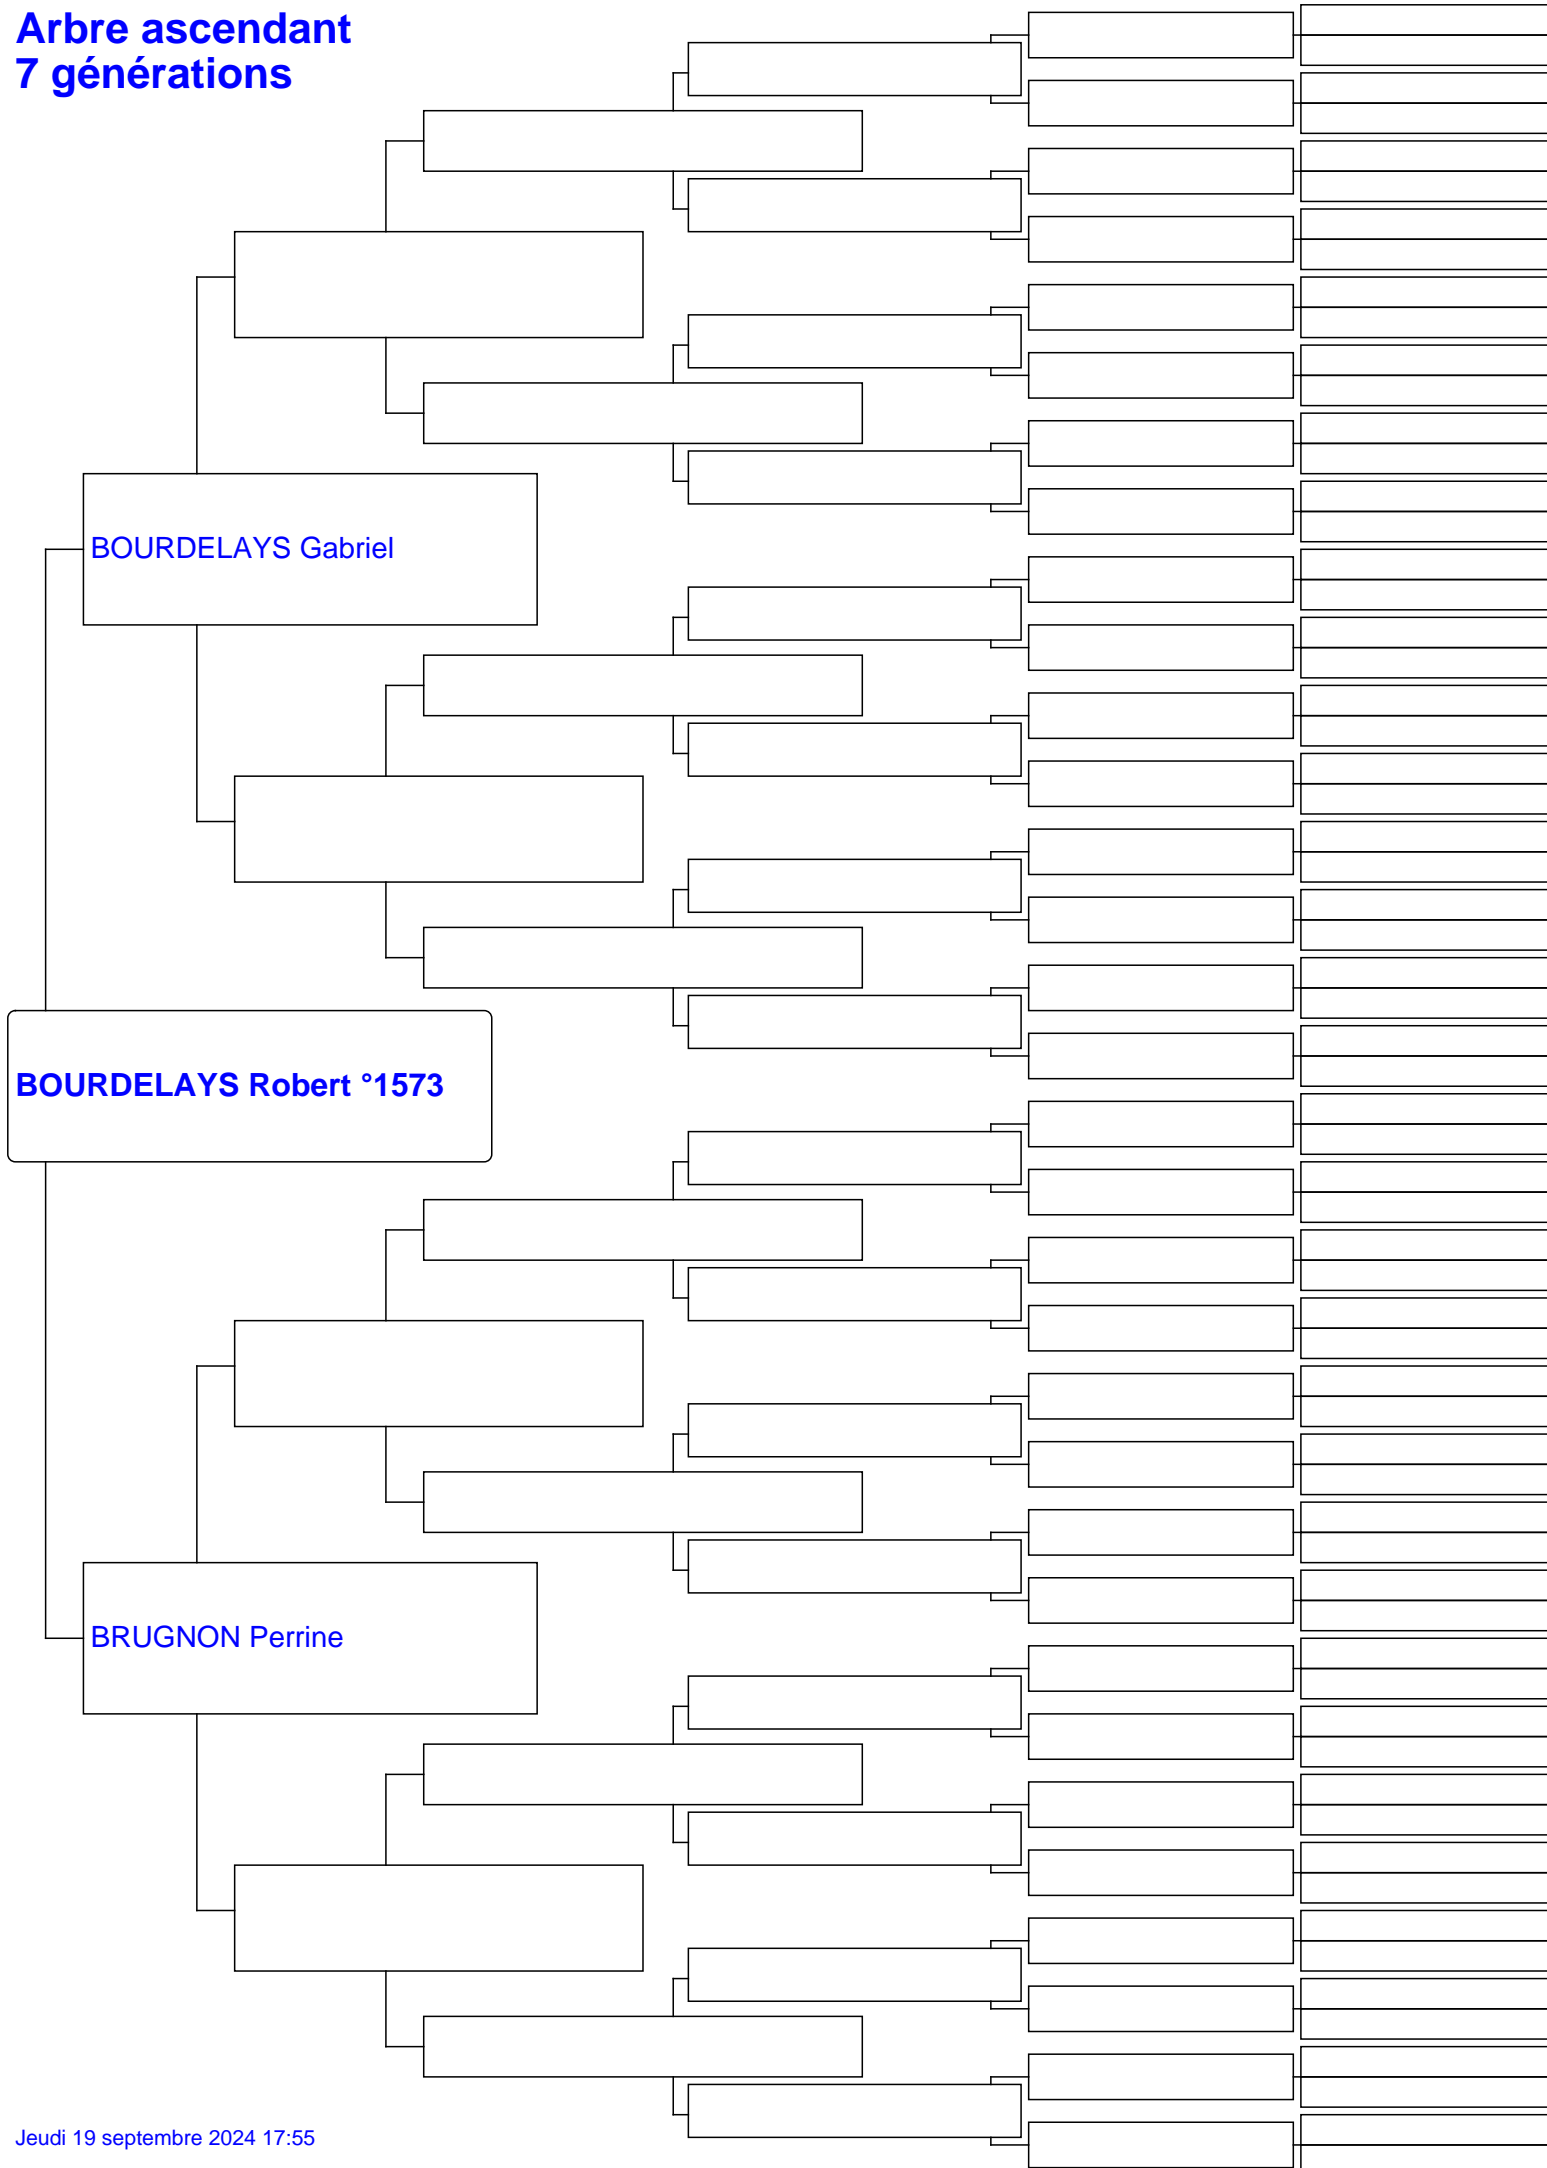 Arbre ascendant
7 générations
BOURDELAYS Gabriel
BOURDELAYS Robert °1573
BRUGNON Perrine
Jeudi 19 septembre 2024 17:55